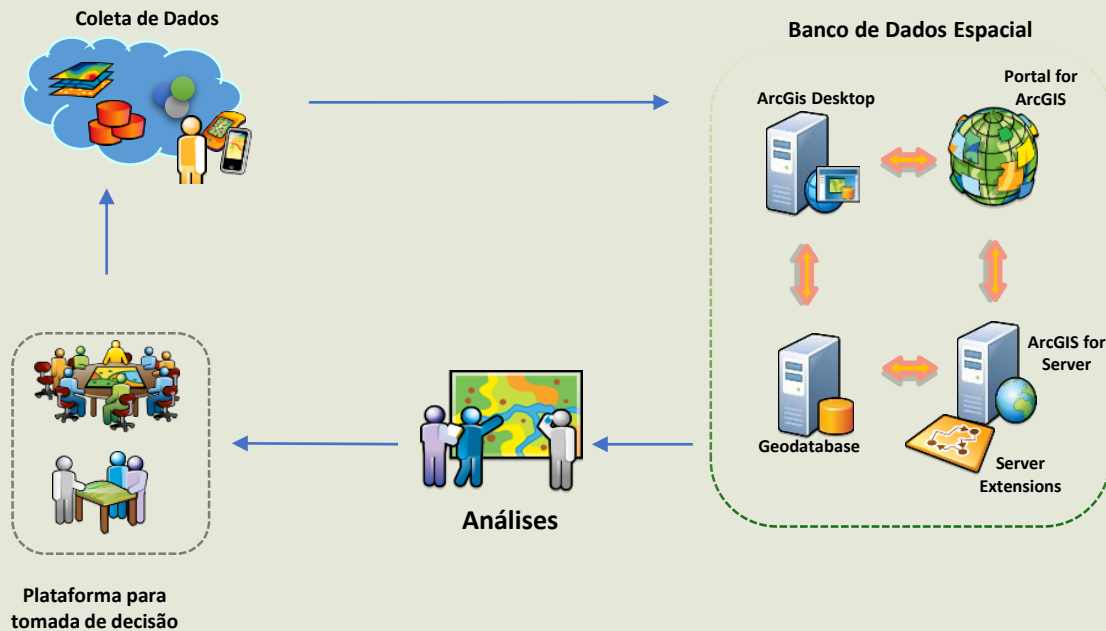 Coleta de Dados
Banco de Dados Espacial
ArcGis Desktop
Portal for
ArcGIS
Geodatabase
ArcGIS for
Server
Server
Extensions
Análises
Plataforma para
tomada de decisão